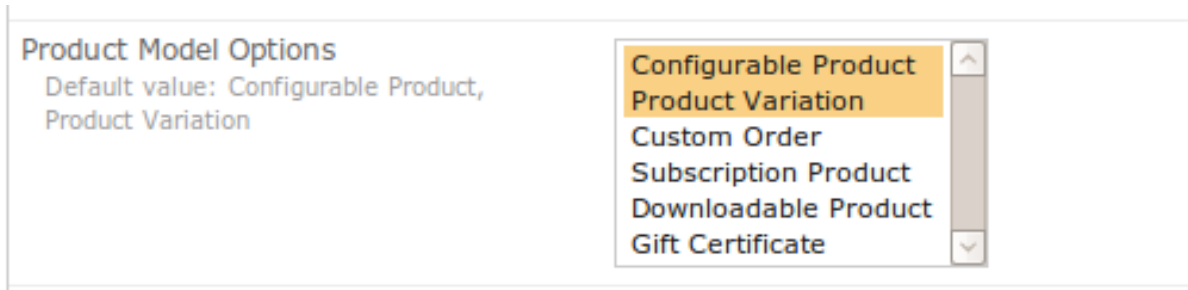 Product Model Options
Default value: Configurable Product,
Product Variation
Configurable Product
Product Variation
Custom Order
Subscription Product
Downloadable Product
Gift Certificate